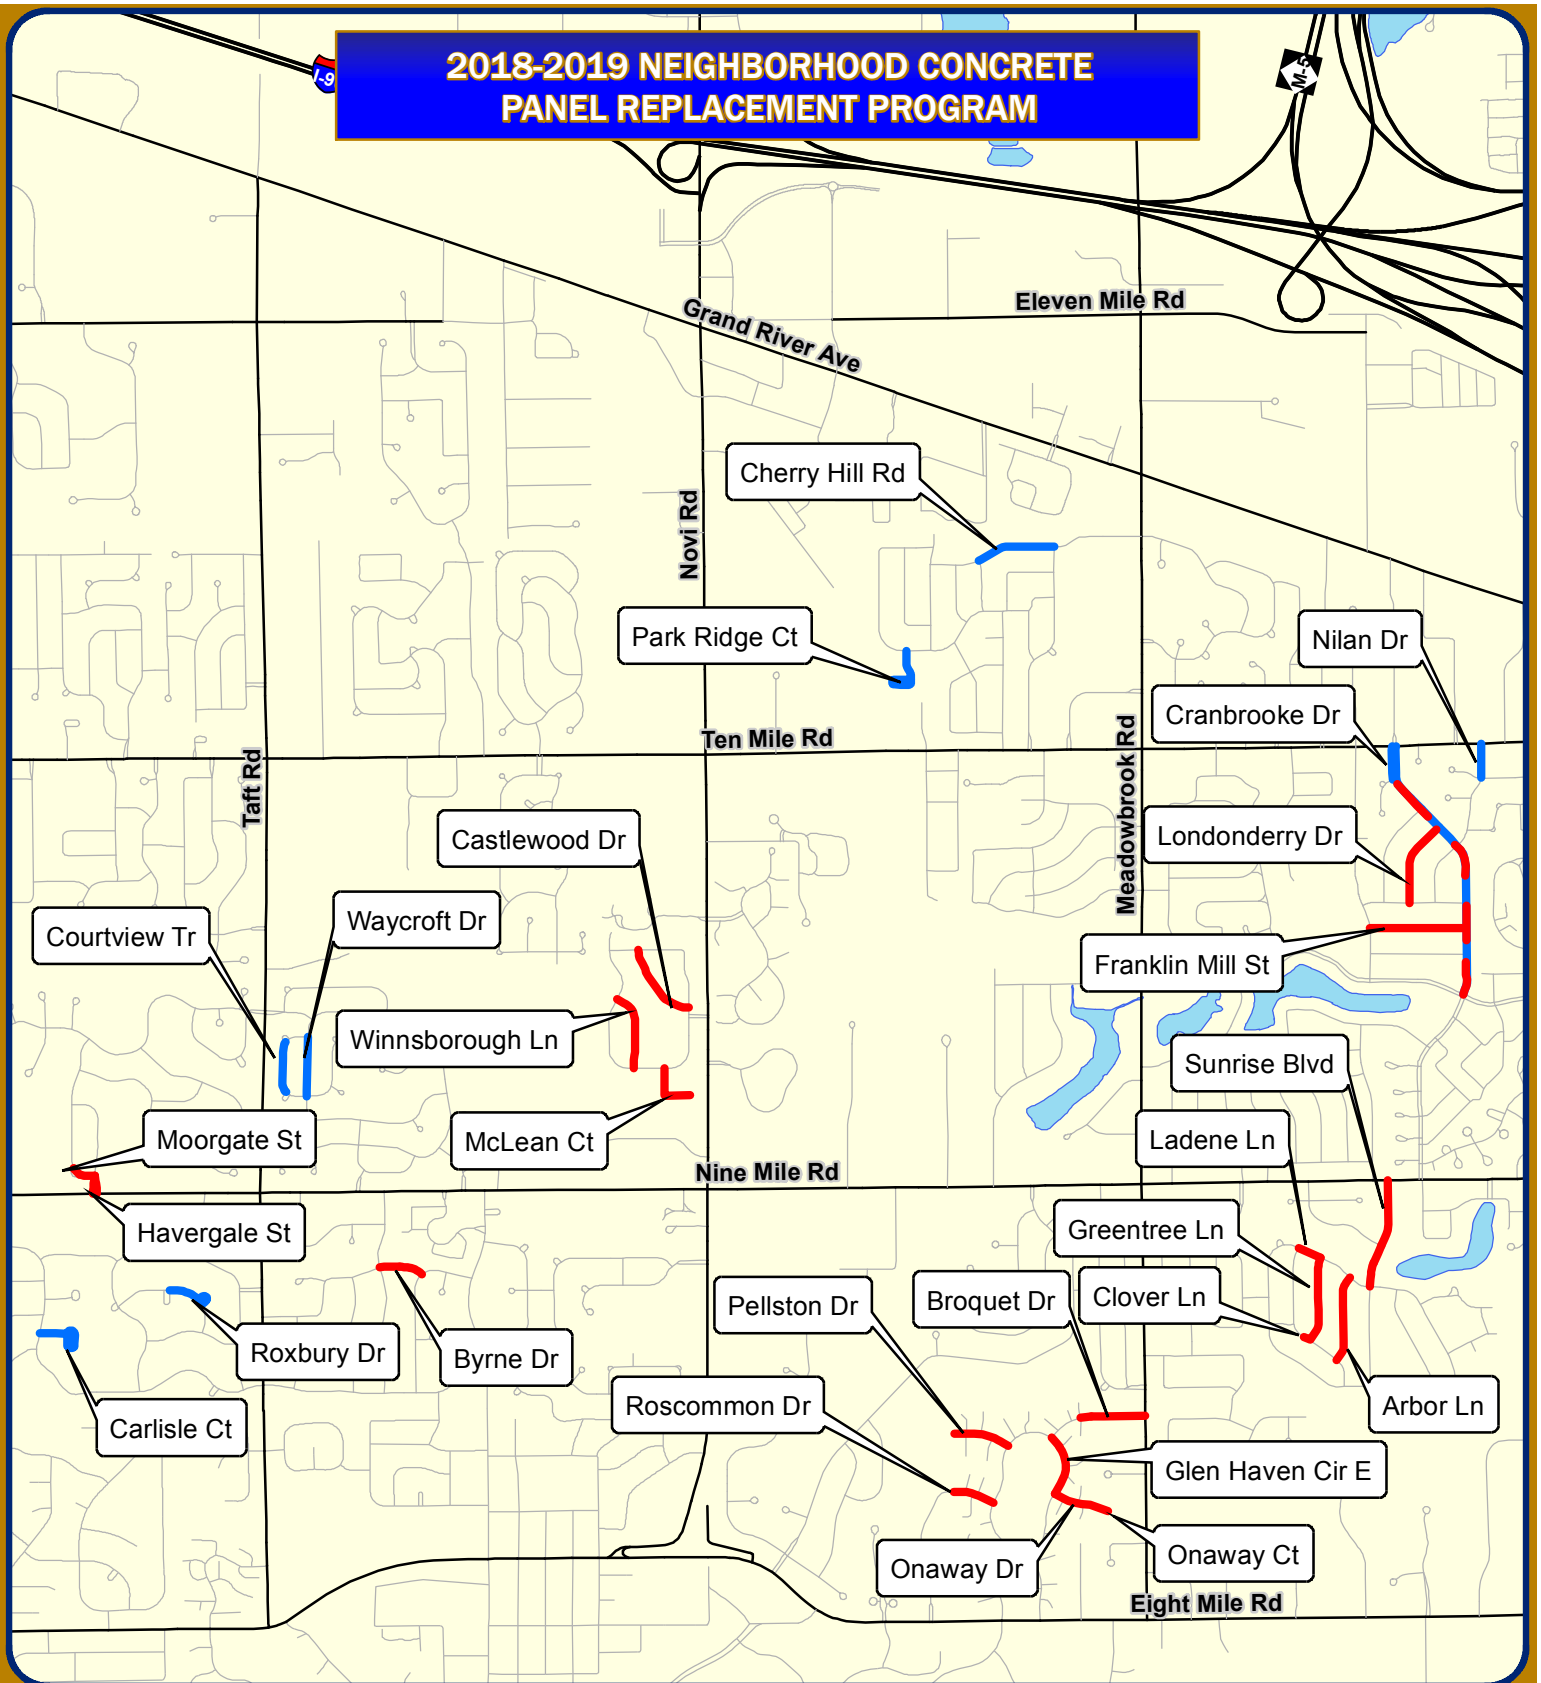 2018-2019 NEIGHBORHOOD CONCRETE
PANEL REPLACEMENT PROGRAM
I-9
M-5
Eleven Mile Rd
Grand River Ave
Cherry Hill Rd
Novi Rd
Park Ridge Ct
Nilan Dr
Cranbrooke Dr
Ten Mile Rd
Meadowbrook Rd
Taft Rd
Castlewood Dr
Londonderry Dr
Waycroft Dr
Courtview Tr
Franklin Mill St
Winnsborough Ln
Sunrise Blvd
Moorgate St
McLean Ct
Ladene Ln
Nine Mile Rd
Havergale St
Greentree Ln
Pellston Dr
Broquet Dr
Clover Ln
Roxbury Dr
Byrne Dr
Roscommon Dr
Arbor Ln
Carlisle Ct
Glen Haven Cir E
Onaway Dr
Onaway Ct
Eight Mile Rd